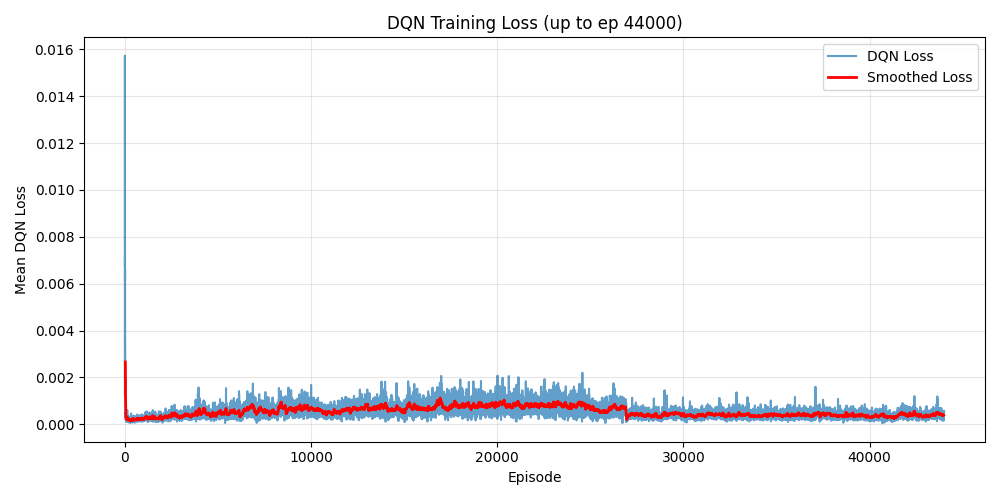 DQN Training Loss (up to ep 44000)
DQN Loss
Smoothed Loss
Mean DQN Loss
0.016
0.014
0.012
0.010
0.008
0.006
0.004
0.002
0.000
0
10000
20000
30000
40000
Episode